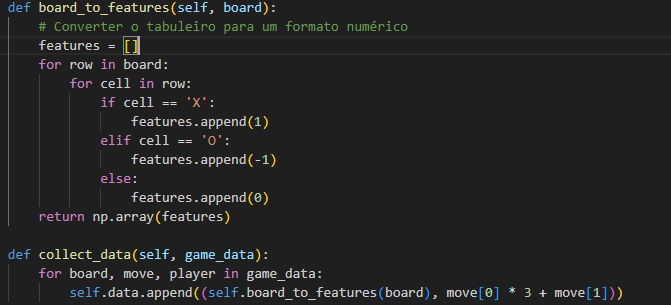 def board_to_features(self, board):
    # Converter o tabuleiro para um formato numérico
    features = []
    for row in board:
        for cell in row:
            if cell == 'X':
                features.append(1)
            elif cell == 'O':
                features.append(-1)
            else:
                features.append(0)
    return np.array(features)

def collect_data(self, game_data):
    for board, move, player in game_data:
        self.data.append((self.board_to_features(board), move[0] * 3 + move[1]))